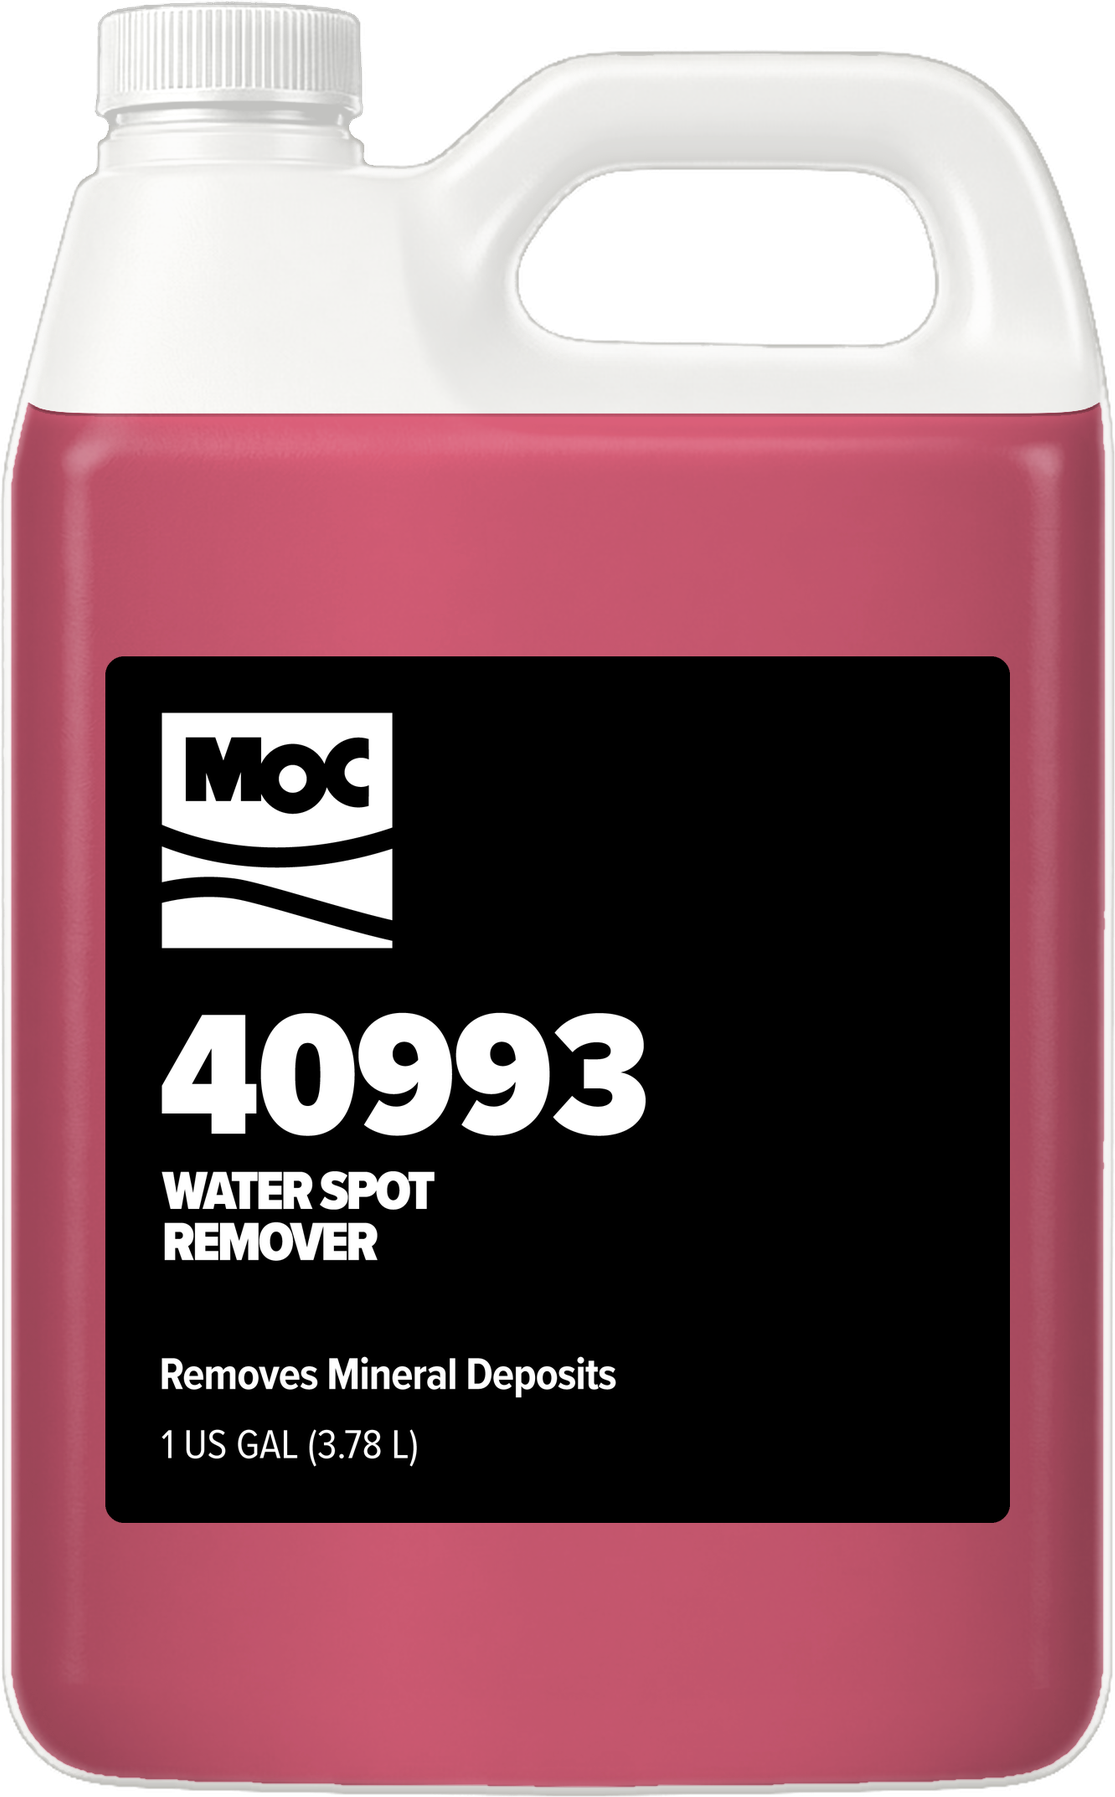 MOC
40993
WATER SPOT
REMOVER
Removes Mineral Deposits
1 US GAL (3.78 L)